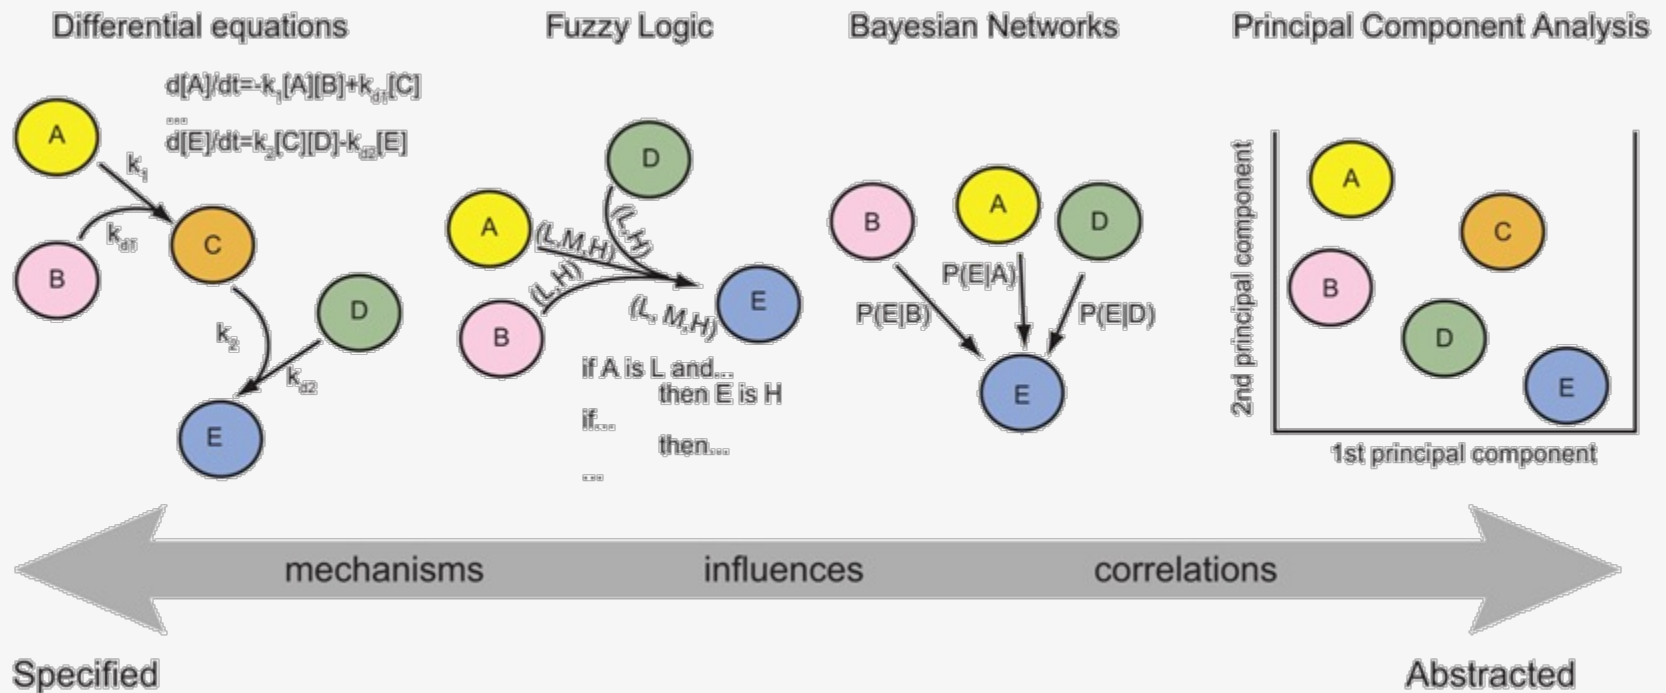 Differential equations
d[A]/dt=-k1[A][B]+kd1[C]
...
d[E]/dt=k2[C][D]-kd2[E]
A
k1
kd1
B
C
D
k2
kd2
E
Fuzzy Logic
D
A
(L,M,H)
(L,H)
(L,H)
B
(L, M,H)
E
if A is L and...
then E is H
if...
then...
...
Bayesian Networks
B
A
D
P(E|A)
P(E|B)
P(E|D)
E
Principal Component Analysis
2nd principal component
A
C
B
D
E
1st principal component
mechanisms
influences
correlations
Specified
Abstracted